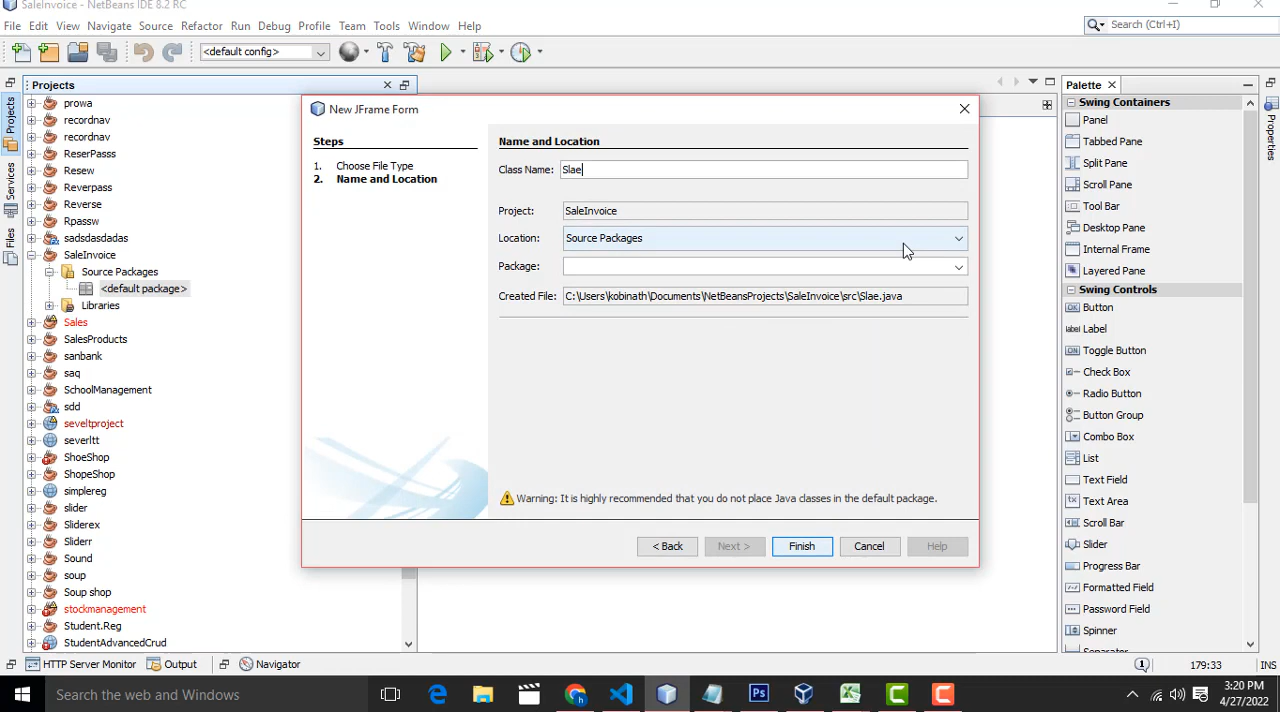 SaleInvoice - NetBeans IDE 8.2 RC
File Edit View Navigate Source Refactor Run Debug Profile Team Tools Window Help
Search (Ctrl+I)
<default config>
Projects
Projects
Services
Files
prowa
recordnav
recordnav
ReserPasss
Resew
Reverpass
Reverse
Rpassw
sadsdasdadas
SaleInvoice
Source Packages
<default package>
Libraries
Sales
SalesProducts
sanbank
saq
SchoolManagement
sdd
seveltproject
severltt
ShoeShop
ShopeShop
simplereg
slider
Sliderex
Sliderr
Sound
soup
Soup shop
stockmanagement
Student.Reg
StudentAdvancedCrud
New JFrame Form
Steps
1. Choose File Type
2. Name and Location
Name and Location
Class Name: Slae
Project: SaleInvoice
Location: Source Packages
Package:
Created File: C:\Users\kobinath\Documents\NetBeansProjects\SaleInvoice\src\Slae.java
Warning: It is highly recommended that you do not place Java classes in the default package.
< Back Next > Finish Cancel Help
Palette
Swing Containers
Panel
Tabbed Pane
Split Pane
Scroll Pane
Tool Bar
Desktop Pane
Internal Frame
Layered Pane
Swing Controls
Button
label Label
Toggle Button
Check Box
Radio Button
Button Group
Combo Box
List
Text Field
Text Area
Scroll Bar
Slider
Progress Bar
Formatted Field
Password Field
Spinner
Separator
Properties
HTTP Server Monitor Output Navigator
1 179:33 INS
Search the web and Windows
Ps
3:20 PM
4/27/2022